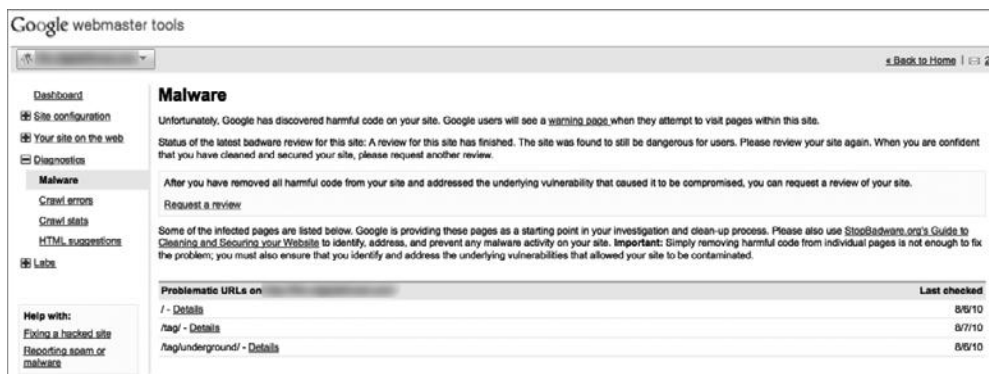 Google webmaster tools
« Back to Home | 2
Dashboard
Site configuration
Your site on the web
Diagnostics
Malware
Crawl errors
Crawl stats
HTML suggestions
Labs
Help with:
Fixing a hacked site
Reporting spam or
malware
Malware
Unfortunately, Google has discovered harmful code on your site. Google users will see a warning page when they attempt to visit pages within this site.
Status of the latest badware review for this site: A review for this site has finished. The site was found to still be dangerous for users. Please review your site again. When you are confident
that you have cleaned and secured your site, please request another review.
After you have removed all harmful code from your site and addressed the underlying vulnerability that caused it to be compromised, you can request a review of your site.
Request a review
Some of the infected pages are listed below. Google is providing these pages as a starting point in your investigation and clean-up process. Please also use StopBadware.org's Guide to
Cleaning and Securing your Website to identify, address, and prevent any malware activity on your site. Important: Simply removing harmful code from individual pages is not enough to fix
the problem; you must also ensure that you identify and address the underlying vulnerabilities that allowed your site to be contaminated.
Problematic URLs on Last checked
/ - Details 8/6/10
/tag/ - Details 8/7/10
/tag/underground/ - Details 8/6/10